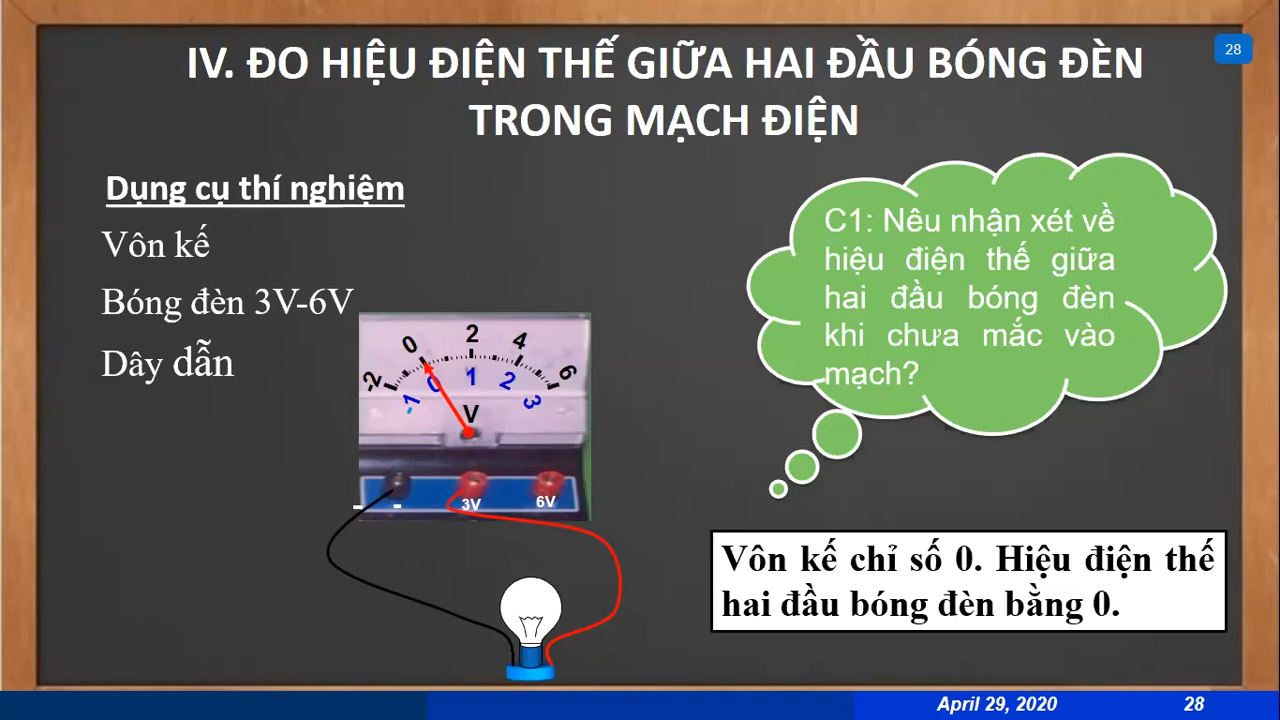 28
IV. ĐO HIỆU ĐIỆN THẾ GIỮA HAI ĐẦU BÓNG ĐÈN
TRONG MẠCH ĐIỆN
Dụng cụ thí nghiệm
Vôn kế
Bóng đèn 3V-6V
Dây dẫn
-2 0 2 4 6
-1 0 1 2 3
V
- - 3V 6V
C1: Nêu nhận xét về
hiệu điện thế giữa
hai đầu bóng đèn
khi chưa mắc vào
mạch?
Vôn kế chỉ số 0. Hiệu điện thế
hai đầu bóng đèn bằng 0.
April 29, 2020 28